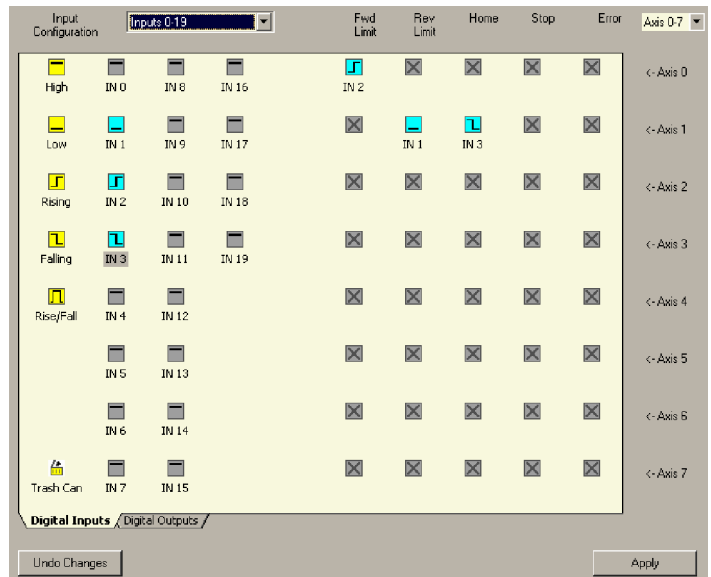 Input Configuration
Inputs 0-19
Fwd Limit
Rev Limit
Home
Stop
Error
Axis 0-7
High
IN 0
IN 8
IN 16
IN 2
<- Axis 0
Low
IN 1
IN 9
IN 17
IN 1
IN 3
<- Axis 1
Rising
IN 2
IN 10
IN 18
<- Axis 2
Falling
IN 3
IN 11
IN 19
<- Axis 3
Rise/Fall
IN 4
IN 12
<- Axis 4
IN 5
IN 13
<- Axis 5
IN 6
IN 14
<- Axis 6
Trash Can
IN 7
IN 15
<- Axis 7
Digital Inputs
Digital Outputs
Undo Changes
Apply